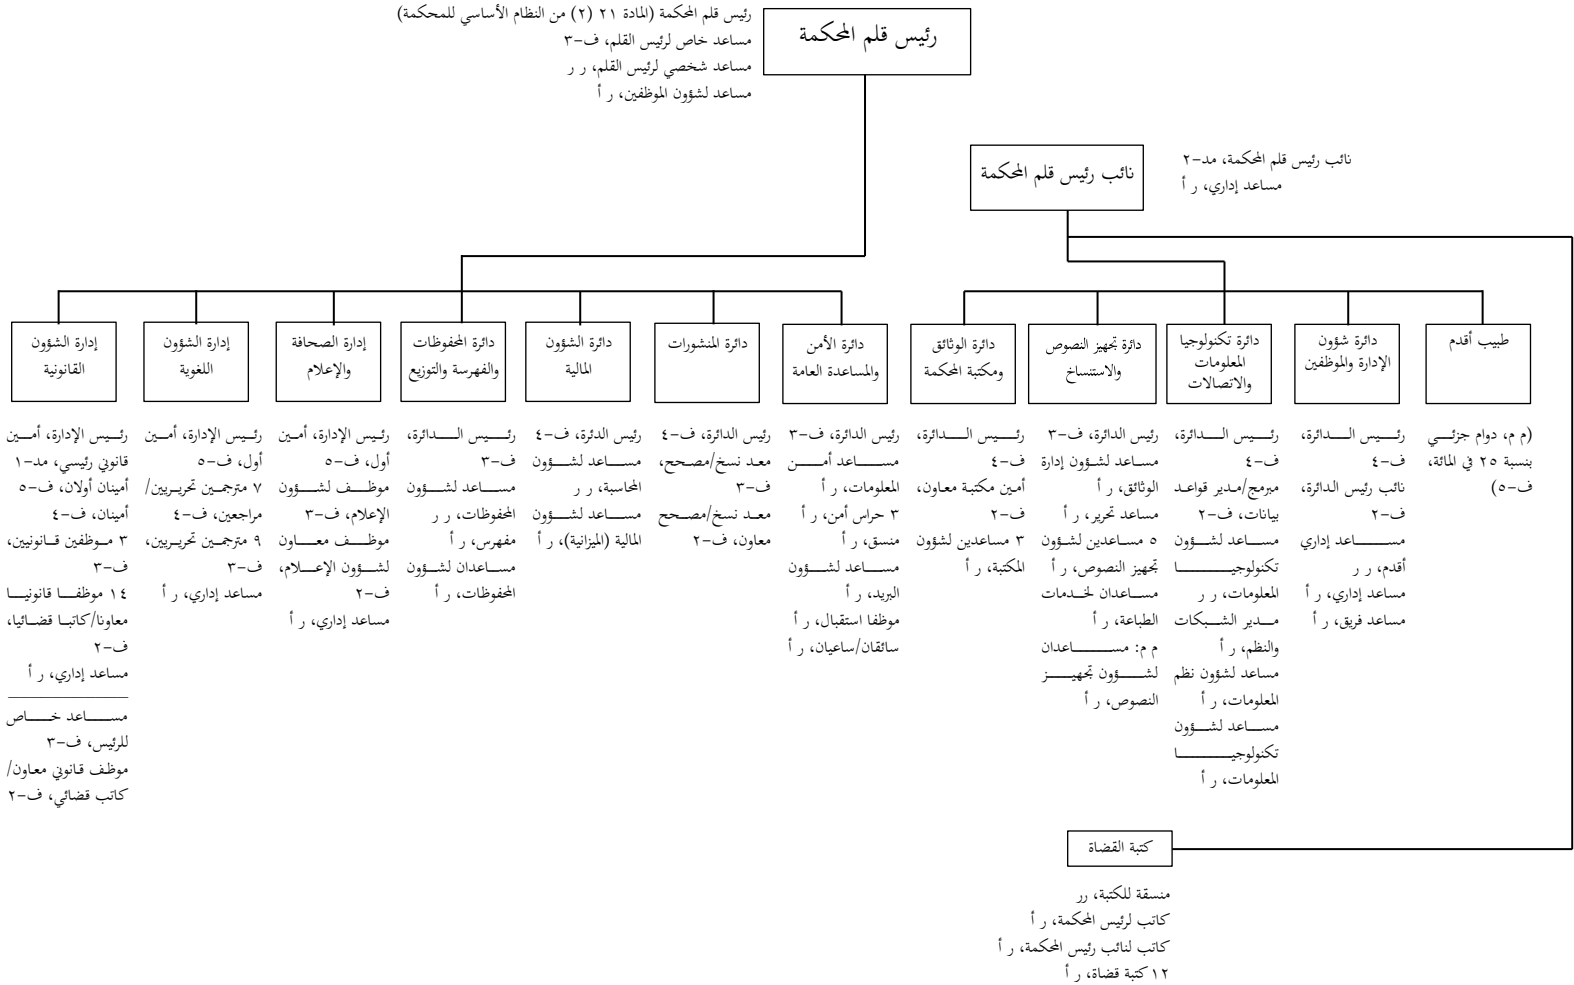 رئيس قلم المحكمة
رئيس قلم المحكمة (المادة ٢١ (٢) من النظام الأساسي للمحكمة)
مساعد خاص لرئيس القلم، ف-٣
مساعد شخصي لرئيس القلم، ر ر
مساعد لشؤون الموظفين، ر أ
نائب رئيس قلم المحكمة
نائب رئيس قلم المحكمة، مد-٢
مساعد إداري، ر أ
طبيب أقدم
(م م، دوام جزئي
بنسبة ٢٥ في المائة،
ف-٥)
دائرة شؤون
الإدارة والموظفين
رئيس الدائرة،
ف-٤
نائب رئيس الدائرة،
ف-٢
مساعد إداري
أقدم، ر ر
مساعد إداري، ر أ
مساعد فريق، ر أ
دائرة تكنولوجيا
المعلومات
والاتصالات
رئيس الدائرة،
ف-٤
مبرمج/مدير قواعد
بيانات، ف-٢
مساعد لشؤون
تكنولوجيا
المعلومات، ر ر
مدير الشبكات
والنظم، ر أ
مساعد لشؤون نظم
المعلومات، ر أ
مساعد لشؤون
تكنولوجيا
المعلومات، ر أ
دائرة تجهيز النصوص
والاستنساخ
رئيس الدائرة، ف-٣
مساعد لشؤون إدارة
الوثائق، ر أ
مساعد تحرير، ر أ
٥ مساعدين لشؤون
تجهيز النصوص، ر أ
مساعدان لخدمات
الطباعة، ر أ
م م: مساعدان
لشؤون تجهيز
النصوص، ر أ
دائرة الوثائق
ومكتبة المحكمة
رئيس الدائرة،
ف-٤
أمين مكتبة معاون،
ف-٢
٣ مساعدين لشؤون
المكتبة، ر أ
دائرة الأمن
والمساعدة العامة
رئيس الدائرة، ف-٣
مساعد أمن
المعلومات، ر أ
٣ حراس أمن، ر أ
منسق، ر أ
مساعد لشؤون
البريد، ر أ
موظفا استقبال، ر أ
سائقان/ساعيان، ر أ
دائرة المنشورات
رئيس الدائرة، ف-٤
معد نسخ/مصحح،
ف-٣
معد نسخ/مصحح
معاون، ف-٢
دائرة الشؤون
المالية
رئيس الدئرة، ف-٤
مساعد لشؤون
المحاسبة، ر ر
مساعد لشؤون
المالية (الميزانية)، ر أ
دائرة المحفوظات
والفهرسة والتوزيع
رئيس الدائرة،
ف-٣
مساعد لشؤون
المحفوظات، ر ر
مفهرس، ر أ
مساعدان لشؤون
المحفوظات، ر أ
إدارة الصحافة
والإعلام
رئيس الإدارة، أمين
أول، ف-٥
موظف لشؤون
الإعلام، ف-٣
موظف معاون
لشؤون الإعلام،
ف-٢
مساعد إداري، ر أ
إدارة الشؤون
اللغوية
رئيس الإدارة، أمين
أول، ف-٥
٧ مترجمين تحريريين/
مراجعين، ف-٤
٩ مترجمين تحريريين،
ف-٣
مساعد إداري، ر أ
إدارة الشؤون
القانونية
رئيس الإدارة، أمين
قانوني رئيسي، مد-١
أمينان أولان، ف-٥
أمينان، ف-٤
٣ موظفين قانونيين،
ف-٣
١٤ موظفا قانونيا
معاونا/كاتبا قضائيا،
ف-٢
مساعد إداري، ر أ
مساعد خاص
للرئيس، ف-٣
موظف قانوني معاون/
كاتب قضائي، ف-٢
كتبة القضاة
منسقة للكتبة، رر
كاتب لرئيس المحكمة، ر أ
كاتب لنائب رئيس المحكمة، ر أ
١٢ كتبة قضاة، ر أ